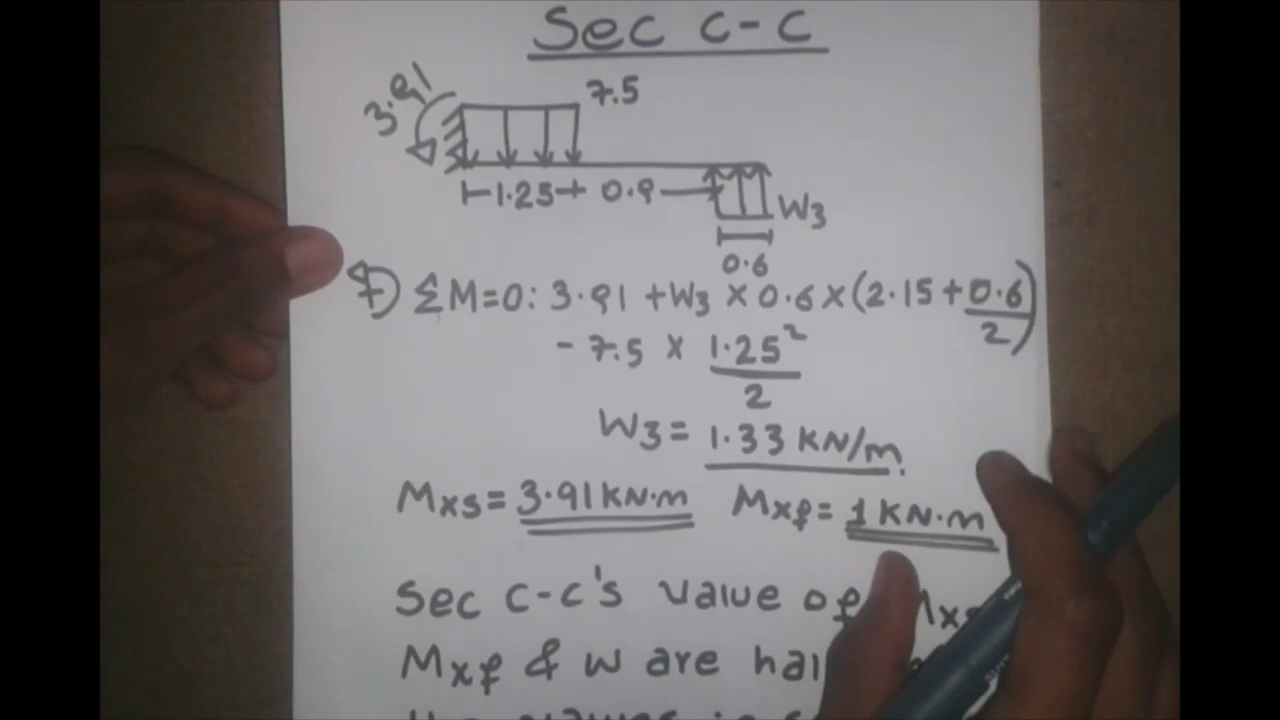 Sec C-C
3.91
7.5
1.25
0.9
W3
0.6
ΣM=0: 3.91 + W3 × 0.6 × (2.15 + 0.6/2)
- 7.5 × 1.25²/2
W3 = 1.33 KN/m.
Mxs = 3.91 KN.m Mxf = 1 KN.m
Sec C-C's value of
Mxf & W are